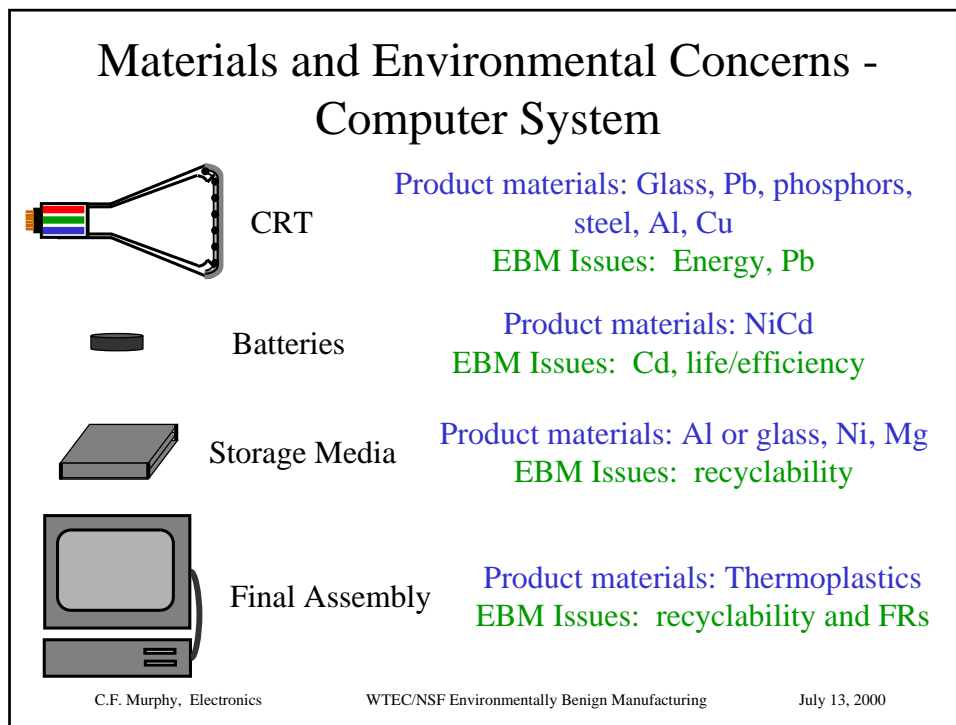 Materials and Environmental Concerns -
Computer System
CRT
Product materials: Glass, Pb, phosphors,
steel, Al, Cu
EBM Issues:  Energy, Pb
Batteries
Product materials: NiCd
EBM Issues:  Cd, life/efficiency
Storage Media
Product materials: Al or glass, Ni, Mg
EBM Issues:  recyclability
Final Assembly
Product materials: Thermoplastics
EBM Issues:  recyclability and FRs
C.F. Murphy,  Electronics
WTEC/NSF Environmentally Benign Manufacturing
July 13, 2000